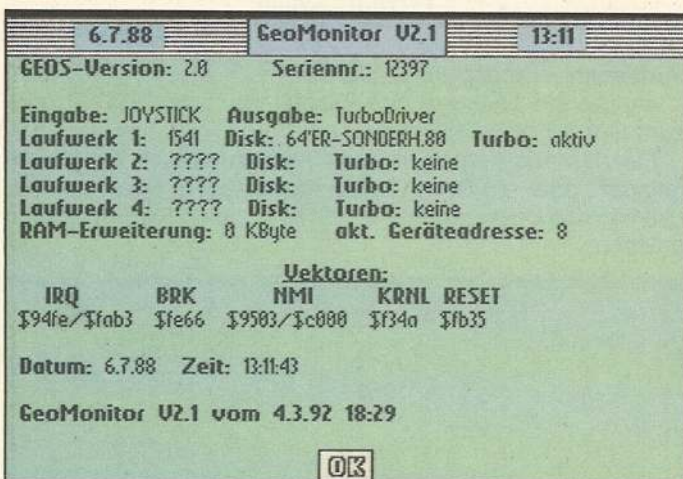 6.7.88 GeoMonitor V2.1 13:11
GEOS-Version: 2.0 Seriennr.: 12397
Eingabe: JOYSTICK Ausgabe: TurboDriver
Laufwerk 1: 1541 Disk: 64'ER-SONDERH.80 Turbo: aktiv
Laufwerk 2: ???? Disk: Turbo: keine
Laufwerk 3: ???? Disk: Turbo: keine
Laufwerk 4: ???? Disk: Turbo: keine
RAM-Erweiterung: 0 KByte akt. Geräteadresse: 8
Vektoren:
IRQ BRK NMI KRNL RESET
$94fe/$fab3 $fe66 $9503/$c000 $f34a $fb35
Datum: 6.7.88 Zeit: 13:11:43
GeoMonitor V2.1 vom 4.3.92 18:29
OK